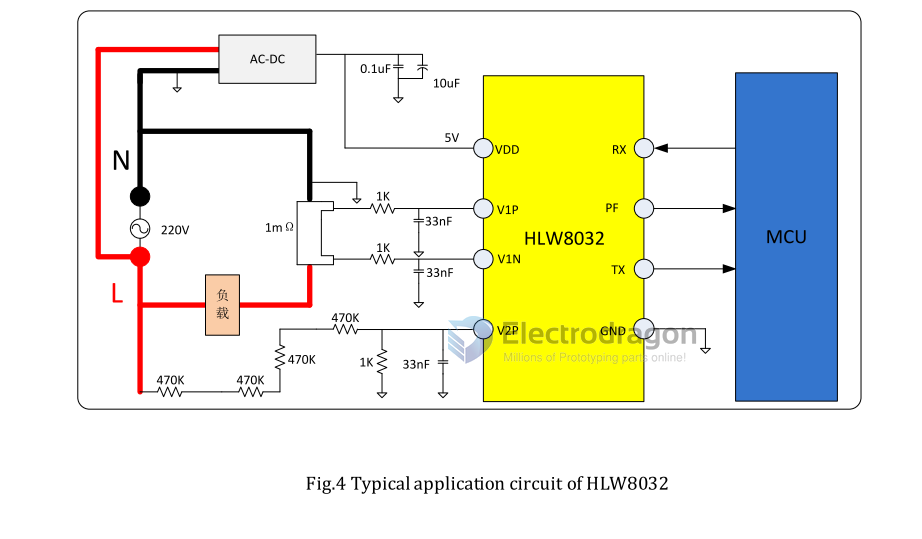 AC-DC
0.1uF
10uF
5V
VDD
RX
N
1K
V1P
33nF
PF
220V
1mΩ
HLW8032
MCU
1K
V1N
33nF
TX
L
负
载
470K
V2P
GND
Electrodragon
Millions of Prototyping parts online!
470K
1K
33nF
470K
470K
Fig.4 Typical application circuit of HLW8032